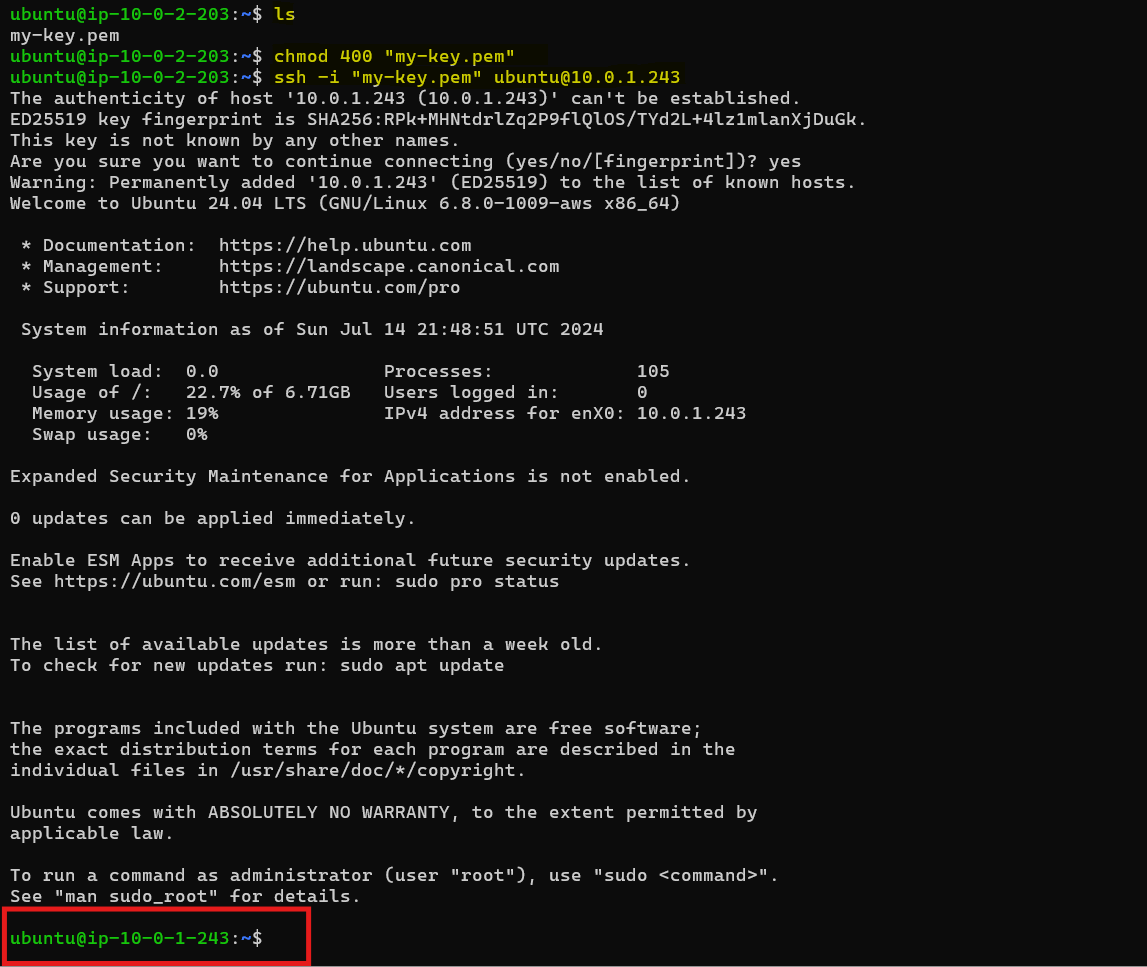 ubuntu@ip-10-0-2-203:~$ ls
my-key.pem
ubuntu@ip-10-0-2-203:~$ chmod 400 "my-key.pem"
ubuntu@ip-10-0-2-203:~$ ssh -i "my-key.pem" ubuntu@10.0.1.243
The authenticity of host '10.0.1.243 (10.0.1.243)' can't be established.
ED25519 key fingerprint is SHA256:RPk+MHNtdrlZq2P9flQlOS/TYd2L+4lz1mlanXjDuGk.
This key is not known by any other names.
Are you sure you want to continue connecting (yes/no/[fingerprint])? yes
Warning: Permanently added '10.0.1.243' (ED25519) to the list of known hosts.
Welcome to Ubuntu 24.04 LTS (GNU/Linux 6.8.0-1009-aws x86_64)

 * Documentation:  https://help.ubuntu.com
 * Management:     https://landscape.canonical.com
 * Support:        https://ubuntu.com/pro

 System information as of Sun Jul 14 21:48:51 UTC 2024

  System load:  0.0               Processes:             105
  Usage of /:   22.7% of 6.71GB   Users logged in:       0
  Memory usage: 19%               IPv4 address for enX0: 10.0.1.243
  Swap usage:   0%

Expanded Security Maintenance for Applications is not enabled.

0 updates can be applied immediately.

Enable ESM Apps to receive additional future security updates.
See https://ubuntu.com/esm or run: sudo pro status

The list of available updates is more than a week old.
To check for new updates run: sudo apt update

The programs included with the Ubuntu system are free software;
the exact distribution terms for each program are described in the
individual files in /usr/share/doc/*/copyright.

Ubuntu comes with ABSOLUTELY NO WARRANTY, to the extent permitted by
applicable law.

To run a command as administrator (user "root"), use "sudo <command>".
See "man sudo_root" for details.

ubuntu@ip-10-0-1-243:~$